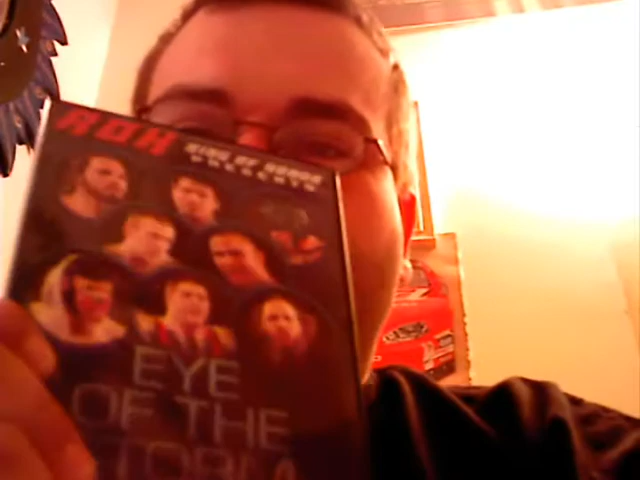 ROH RING OF HONOR
PRESENTS
EYE
OF THE